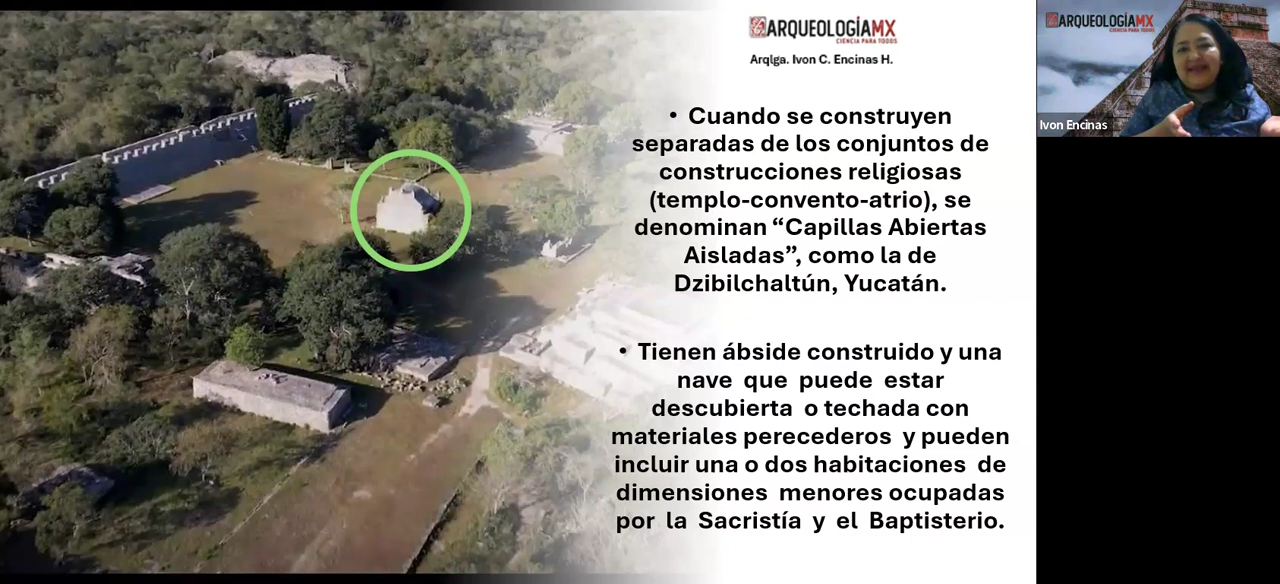 ARQUEOLOGÍAMX
CIENCIA PARA TODOS
Arqlga. Ivon C. Encinas H.
• Cuando se construyen
separadas de los conjuntos de
construcciones religiosas
(templo-convento-atrio), se
denominan “Capillas Abiertas
Aisladas”, como la de
Dzibilchaltún, Yucatán.
• Tienen ábside construido y una
nave que puede estar
descubierta o techada con
materiales perecederos y pueden
incluir una o dos habitaciones de
dimensiones menores ocupadas
por la Sacristía y el Baptisterio.
ARQUEOLOGÍAMX
CIENCIA PARA TODOS
Ivon Encinas